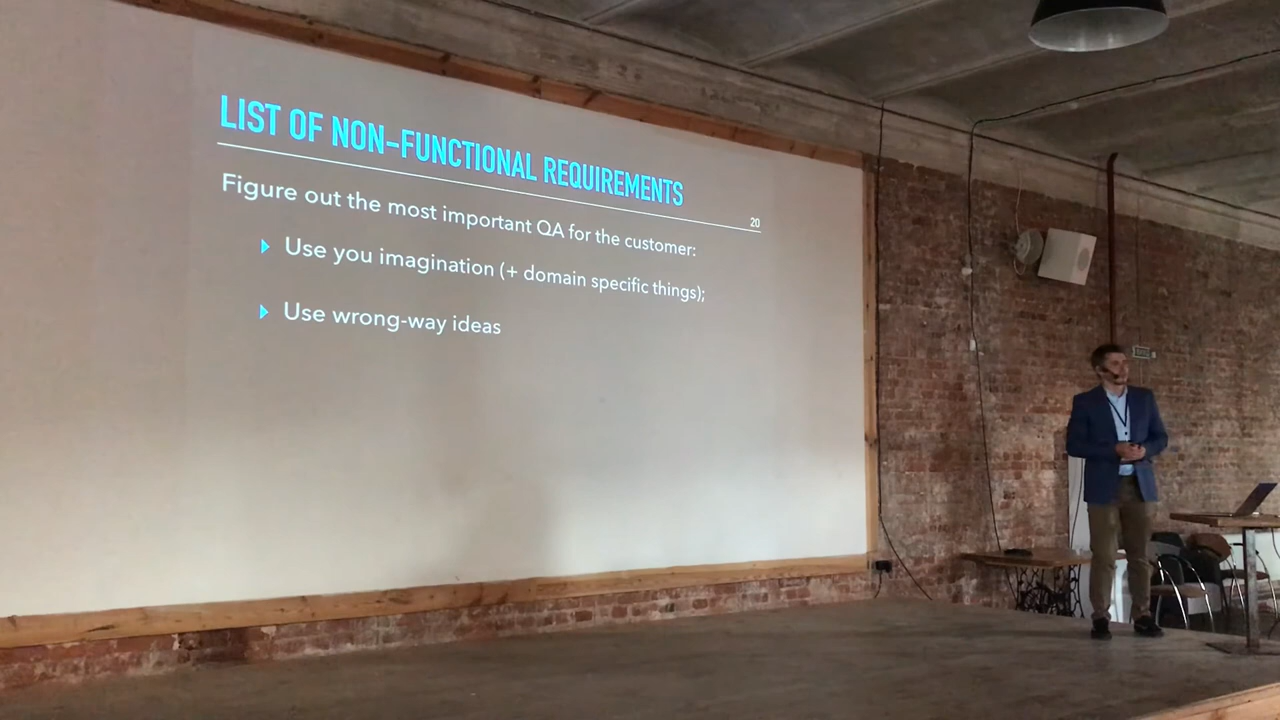 LIST OF NON-FUNCTIONAL REQUIREMENTS
20
Figure out the most important QA for the customer:
Use you imagination (+ domain specific things);
Use wrong-way ideas